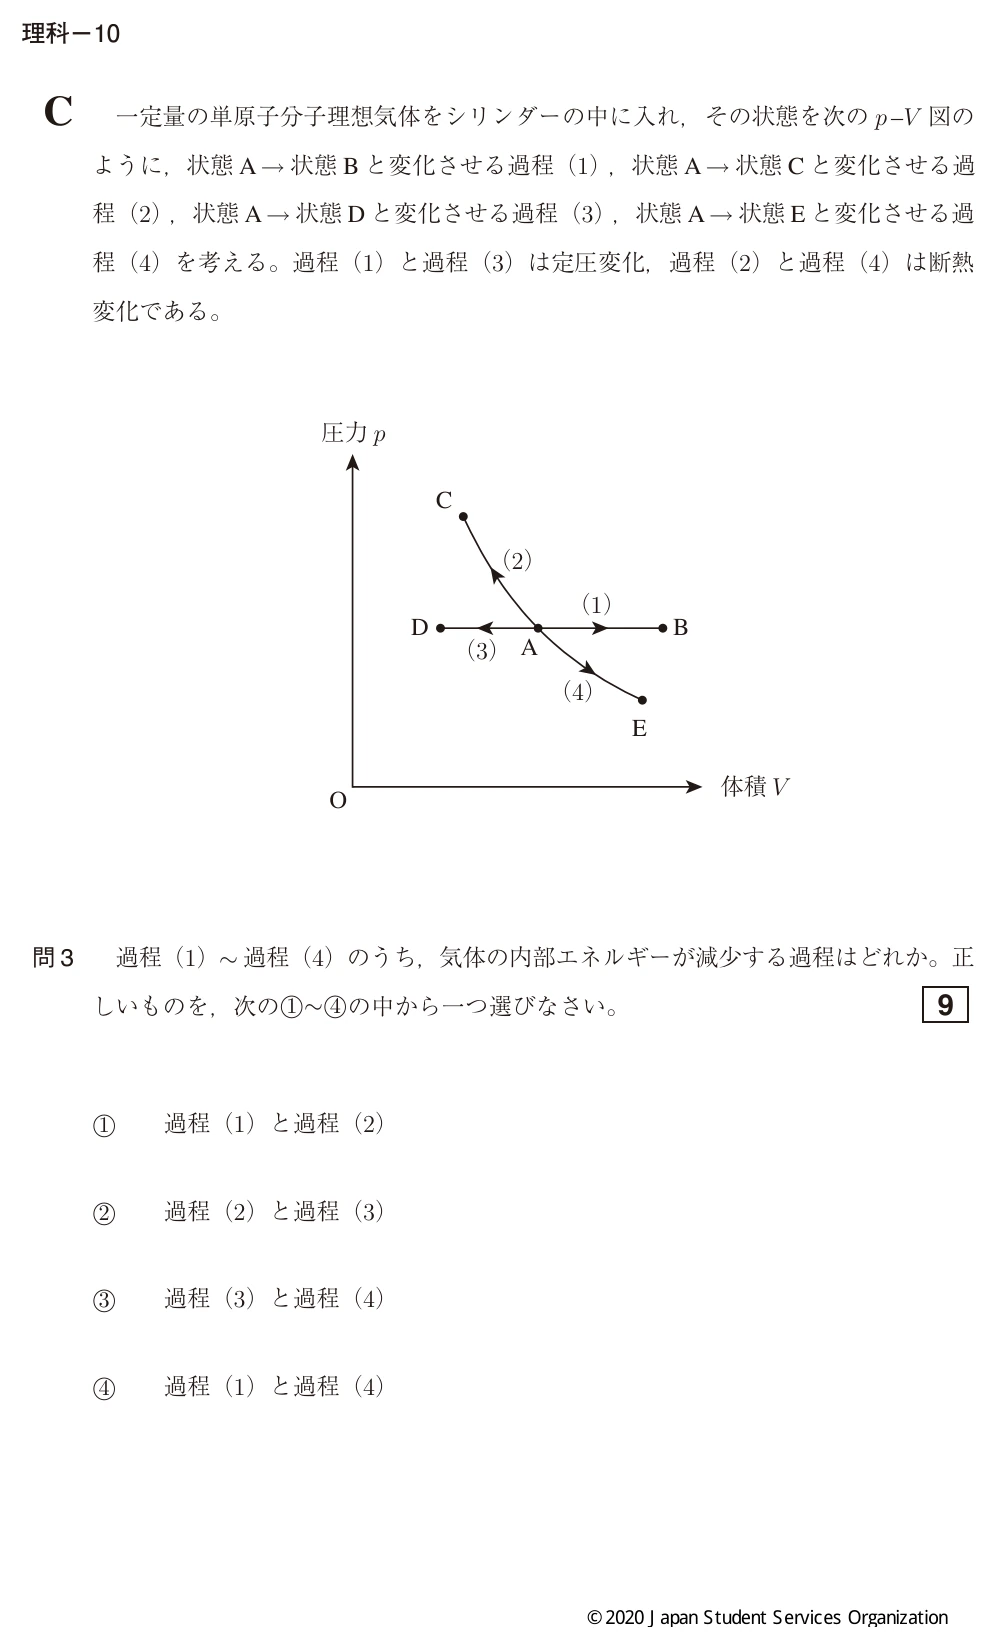 理科－10
C 一定量の単原子分子理想気体をシリンダーの中に入れ，その状態を次の p–V 図の
ように，状態 A → 状態 B と変化させる過程（1），状態 A → 状態 C と変化させる過
程（2），状態 A → 状態 D と変化させる過程（3），状態 A → 状態 E と変化させる過
程（4）を考える。過程（1）と過程（3）は定圧変化，過程（2）と過程（4）は断熱
変化である。
圧力 p
C
（2）
（1）
D
B
（3）
A
（4）
E
体積 V
O
問3 過程（1）～過程（4）のうち，気体の内部エネルギーが減少する過程はどれか。正
しいものを，次の①～④の中から一つ選びなさい。 9
① 過程（1）と過程（2）
② 過程（2）と過程（3）
③ 過程（3）と過程（4）
④ 過程（1）と過程（4）
©2020 Japan Student Services Organization